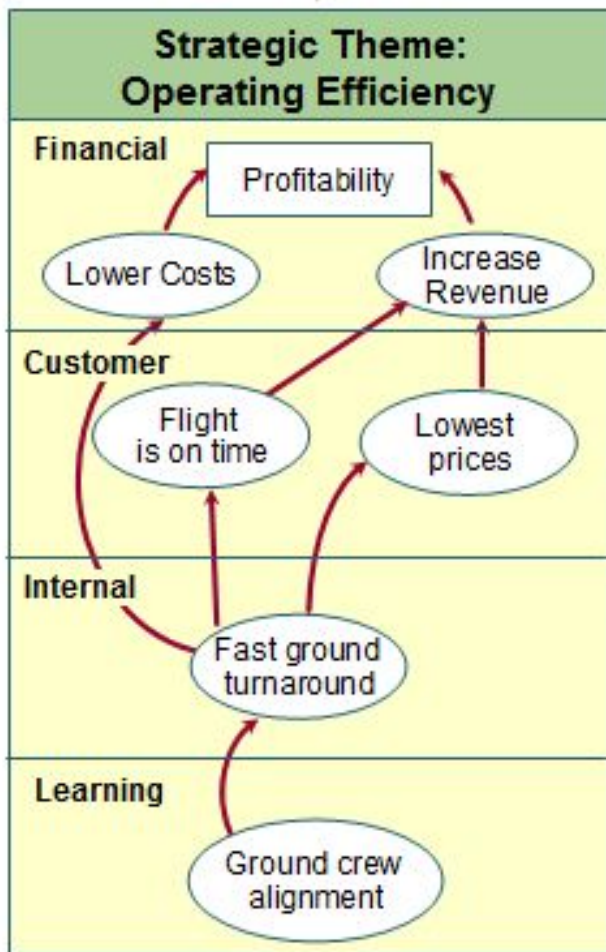 Strategic Theme:
Operating Efficiency
Financial
Profitability
Lower Costs
Increase
Revenue
Customer
Flight
is on time
Lowest
prices
Internal
Fast ground
turnaround
Learning
Ground crew
alignment